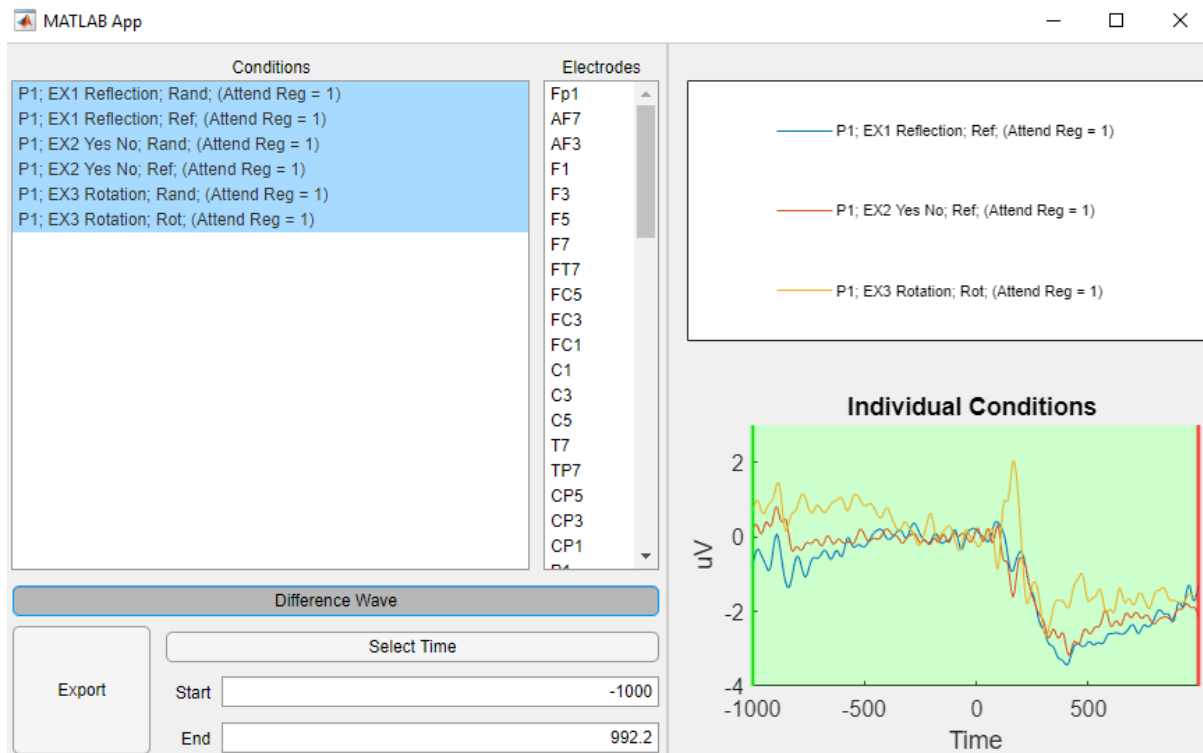 MATLAB App
Conditions
P1; EX1 Reflection; Rand; (Attend Reg = 1)
P1; EX1 Reflection; Ref; (Attend Reg = 1)
P1; EX2 Yes No; Rand; (Attend Reg = 1)
P1; EX2 Yes No; Ref; (Attend Reg = 1)
P1; EX3 Rotation; Rand; (Attend Reg = 1)
P1; EX3 Rotation; Rot; (Attend Reg = 1)
Electrodes
Fp1
AF7
AF3
F1
F3
F5
F7
FT7
FC5
FC3
FC1
C1
C3
C5
T7
TP7
CP5
CP3
CP1
Difference Wave
Export
Select Time
Start
-1000
End
992.2
P1; EX1 Reflection; Ref; (Attend Reg = 1)
P1; EX2 Yes No; Ref; (Attend Reg = 1)
P1; EX3 Rotation; Rot; (Attend Reg = 1)
Individual Conditions
uV
2
0
-2
-4
-1000
-500
0
500
Time